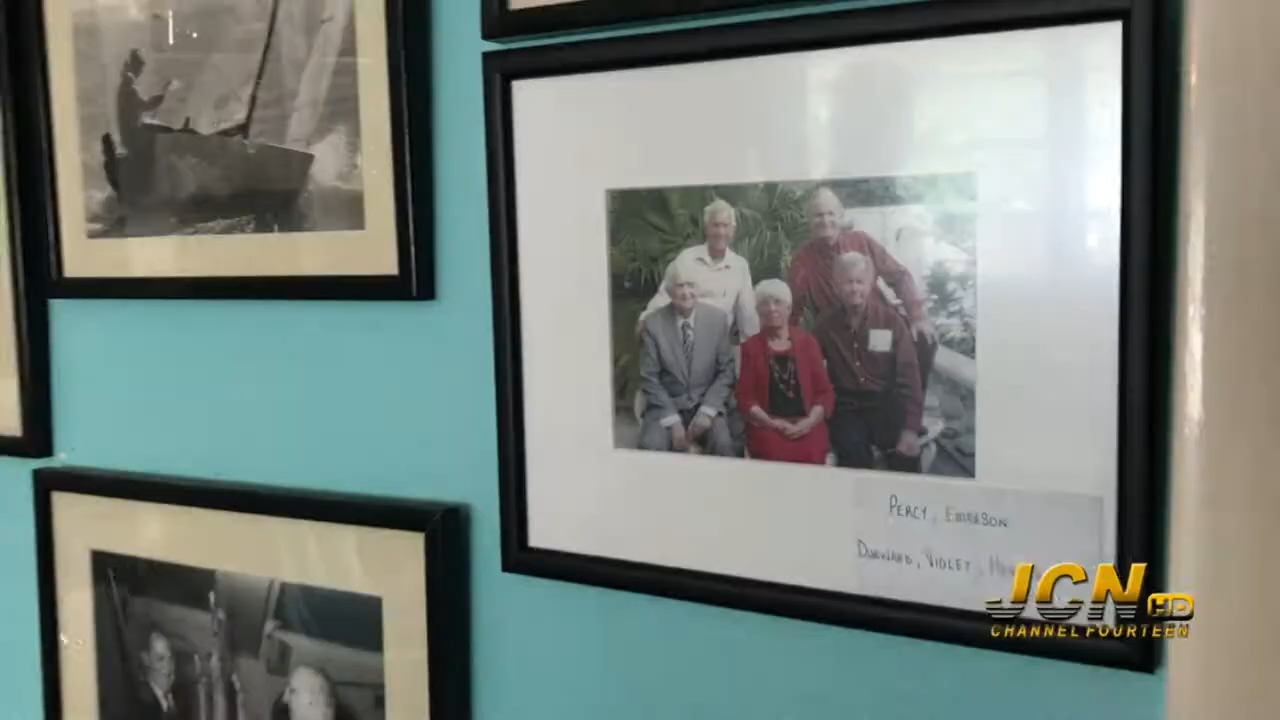 PERCY, EMERSON
DURWARD, VIOLET,
JCN HD
CHANNEL FOURTEEN